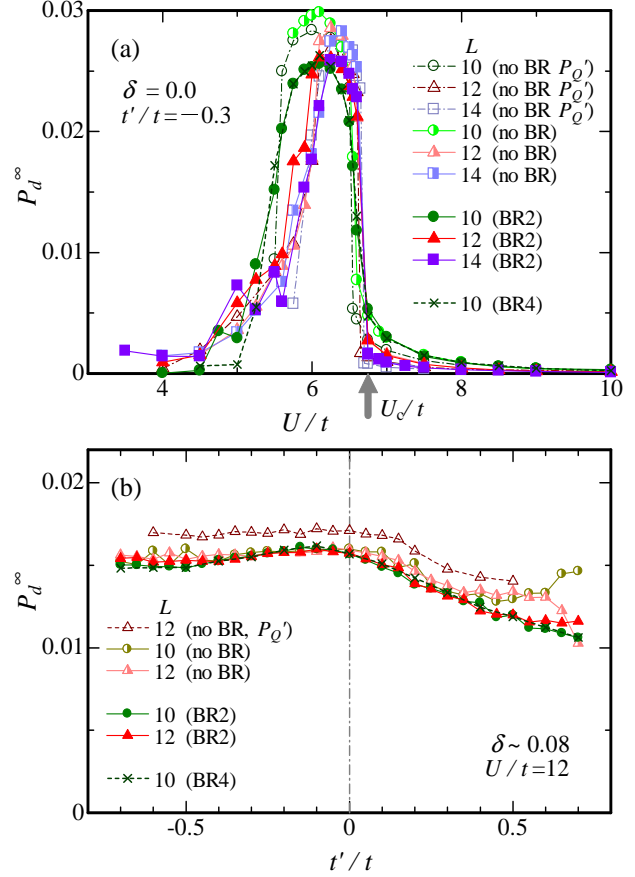 (a)
δ = 0.0
t'/t = −0.3
L
10 (no BR P_Q')
12 (no BR P_Q')
14 (no BR P_Q')
10 (no BR)
12 (no BR)
14 (no BR)
10 (BR2)
12 (BR2)
14 (BR2)
10 (BR4)
P_d^∞
0.03
0.02
0.01
0
4 6 8 10
U/t
U_c/t
(b)
P_d^∞
0.02
0.01
0
L
12 (no BR, P_Q')
10 (no BR)
12 (no BR)
10 (BR2)
12 (BR2)
10 (BR4)
δ ~ 0.08
U/t=12
-0.5 0 0.5
t'/t